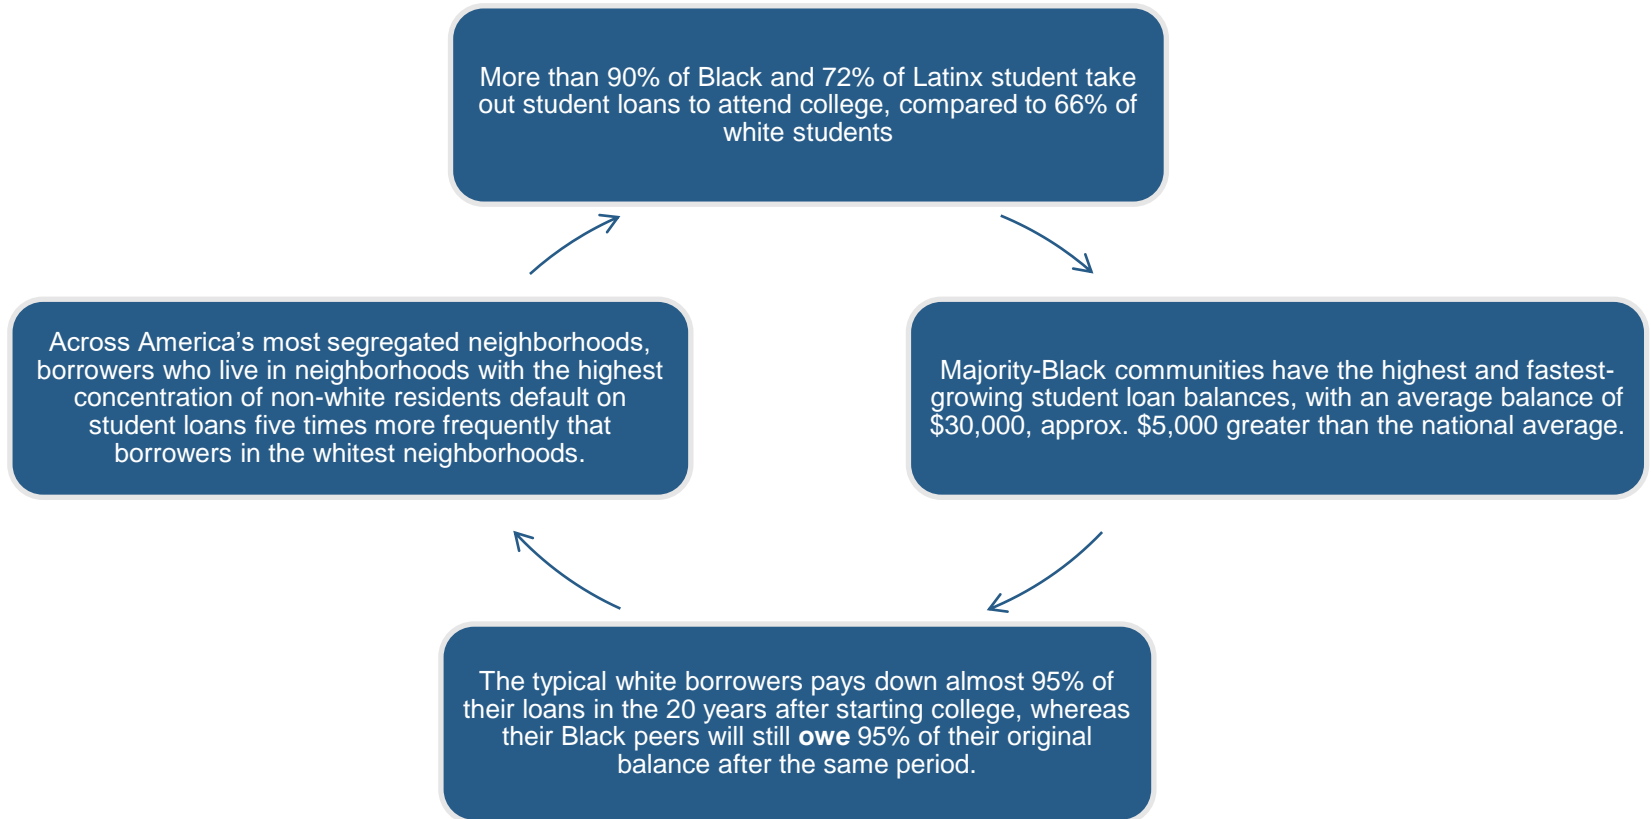 More than 90% of Black and 72% of Latinx student take
out student loans to attend college, compared to 66% of
white students
Across America’s most segregated neighborhoods,
borrowers who live in neighborhoods with the highest
concentration of non-white residents default on
student loans five times more frequently that
borrowers in the whitest neighborhoods.
Majority-Black communities have the highest and fastest-
growing student loan balances, with an average balance of
$30,000, approx. $5,000 greater than the national average.
The typical white borrowers pays down almost 95% of
their loans in the 20 years after starting college, whereas
their Black peers will still owe 95% of their original
balance after the same period.